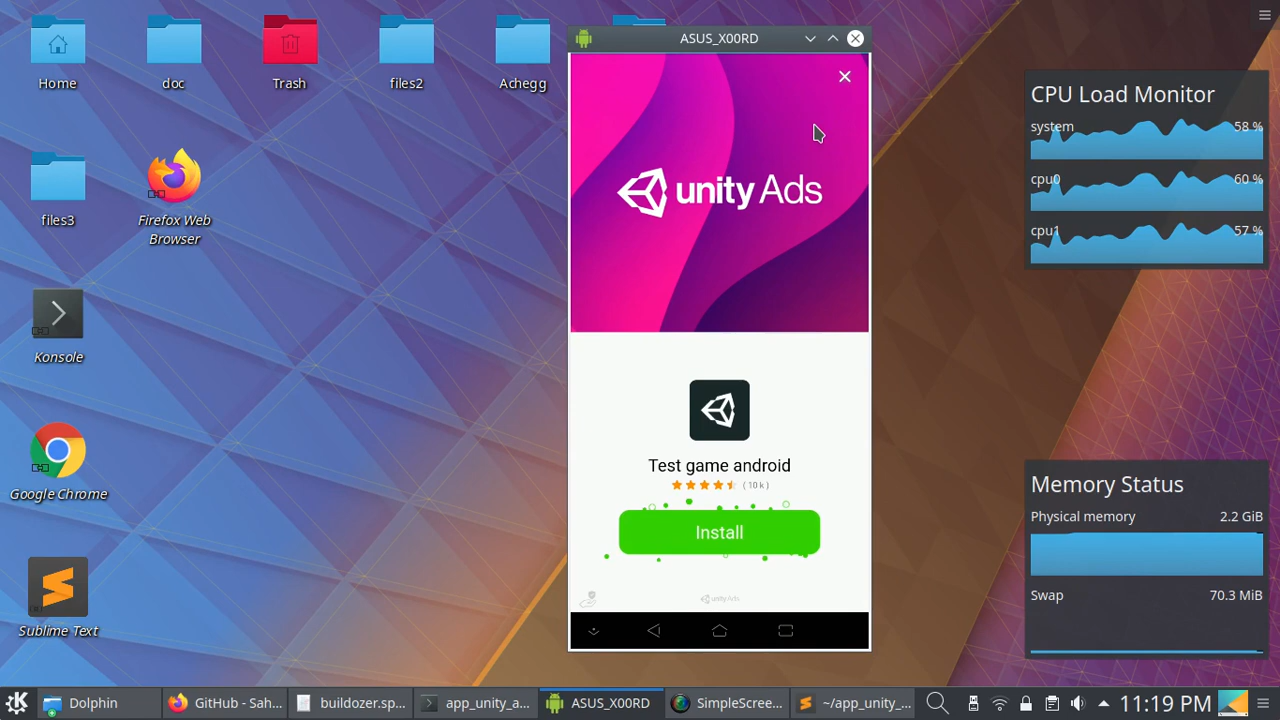 Home
doc
Trash
files2
Achegg
files3
Firefox Web
Browser
Konsole
Google Chrome
Sublime Text
ASUS_X00RD
unity Ads
Test game android
(10k)
Install
unity Ads
CPU Load Monitor
system 58 %
cpu0 60 %
cpu1 57 %
Memory Status
Physical memory 2.2 GiB
Swap 70.3 MiB
Dolphin
GitHub - Sah...
buildozer.sp...
app_unity_a...
ASUS_X00RD
SimpleScree...
~/app_unity_...
11:19 PM